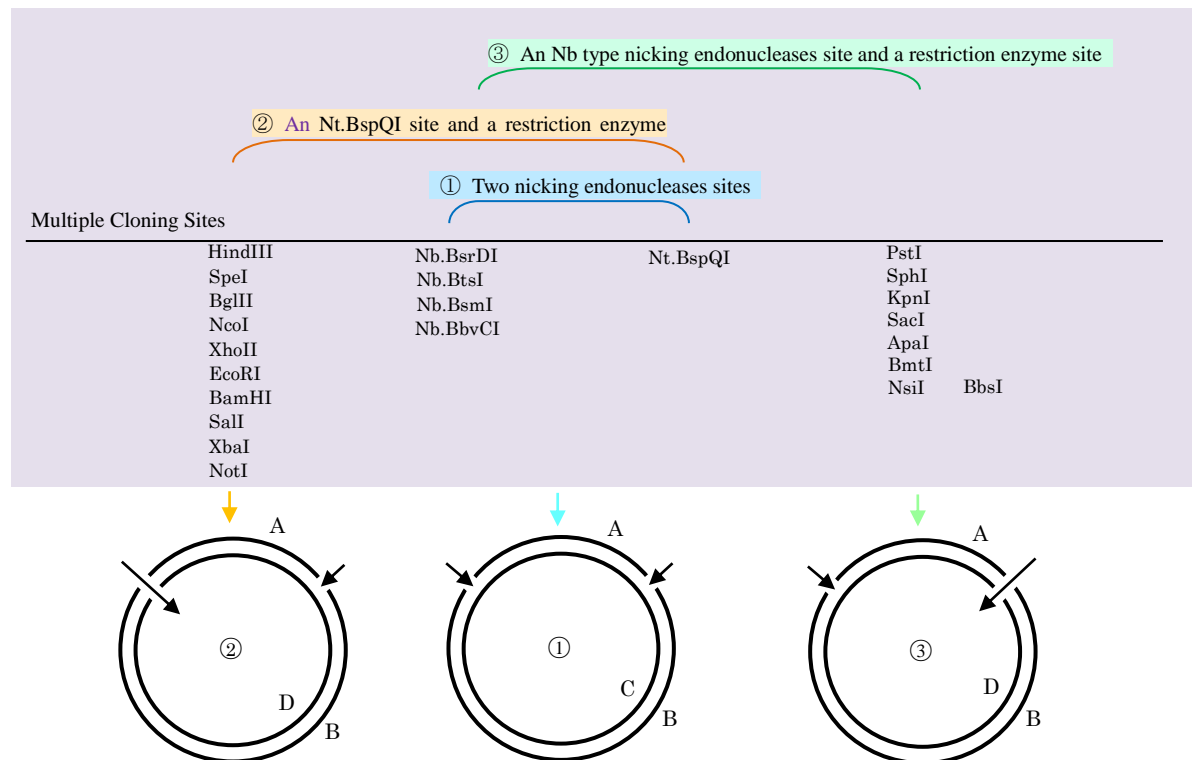 ③ An Nb type nicking endonucleases site and a restriction enzyme site
② An Nt.BspQI site and a restriction enzyme
① Two nicking endonucleases sites
Multiple Cloning Sites
HindIII
SpeI
BglII
NcoI
XhoII
EcoRI
BamHI
SalI
XbaI
NotI
Nb.BsrDI
Nb.BtsI
Nb.BsmI
Nb.BbvCI
Nt.BspQI
PstI
SphI
KpnI
SacI
ApaI
BmtI
NsiI BbsI
A
②
D
B
A
①
C
B
A
③
D
B